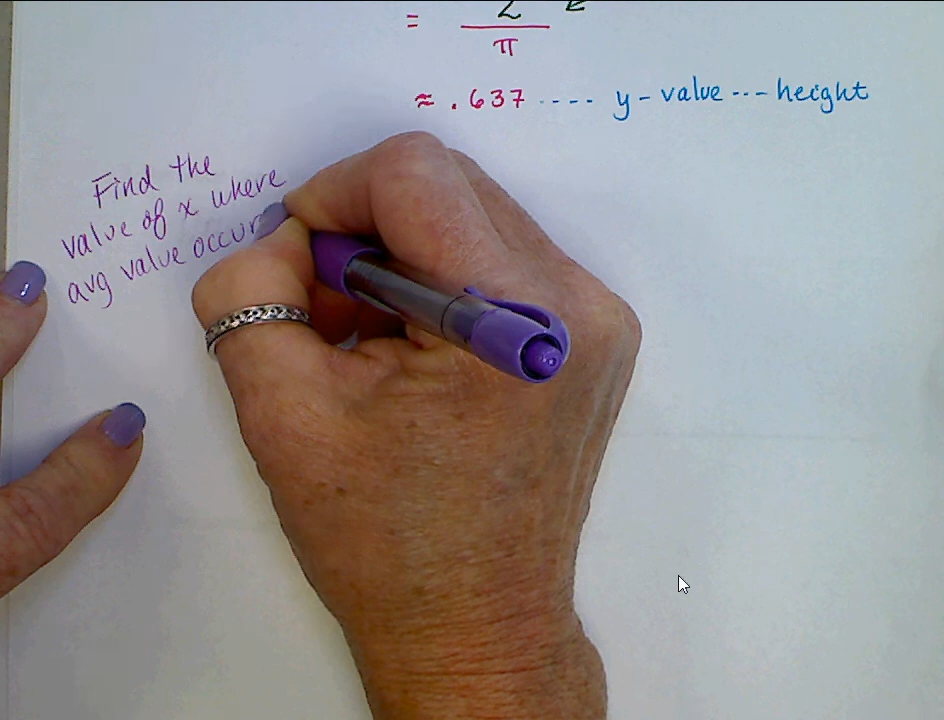 = 2
π
≈ .637 ---- y-value --- height
Find the
value of x where
avg value occur